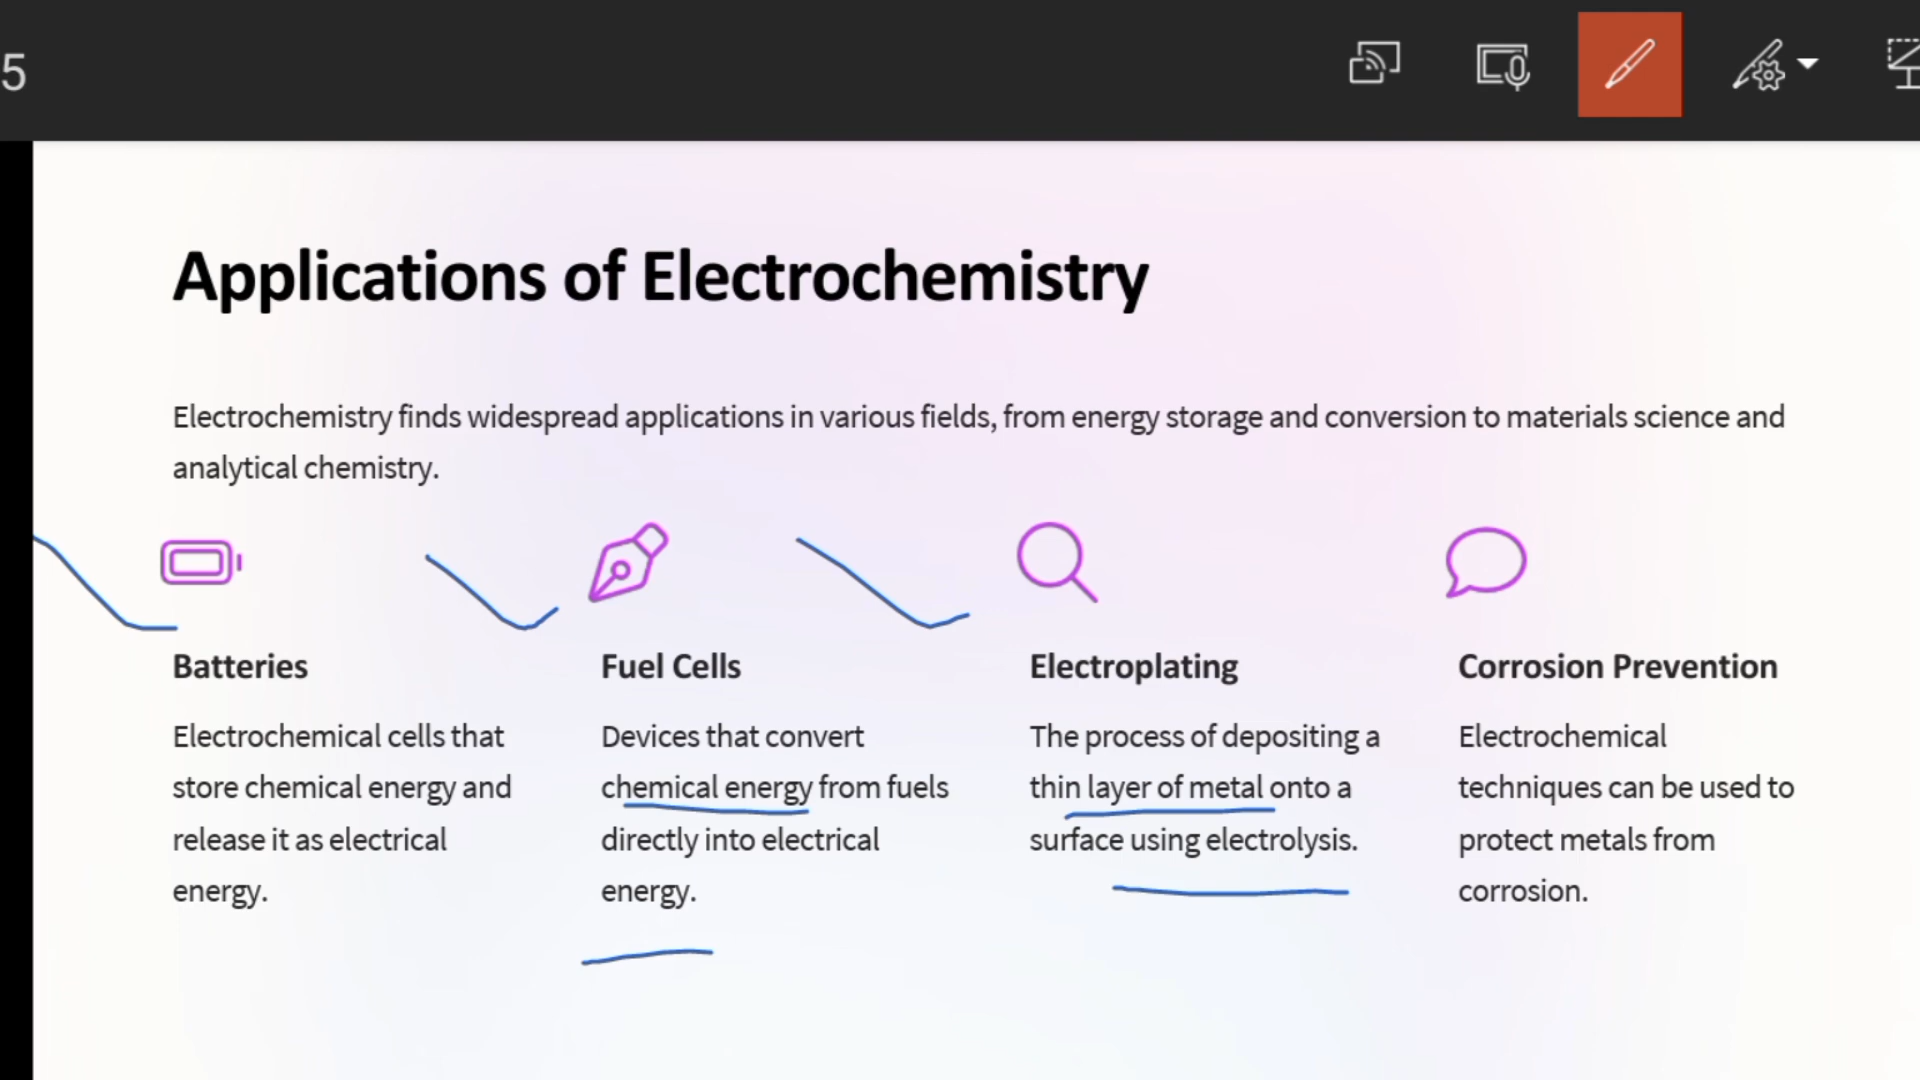 5
Applications of Electrochemistry
Electrochemistry finds widespread applications in various fields, from energy storage and conversion to materials science and
analytical chemistry.
Batteries
Electrochemical cells that
store chemical energy and
release it as electrical
energy.
Fuel Cells
Devices that convert
chemical energy from fuels
directly into electrical
energy.
Electroplating
The process of depositing a
thin layer of metal onto a
surface using electrolysis.
Corrosion Prevention
Electrochemical
techniques can be used to
protect metals from
corrosion.